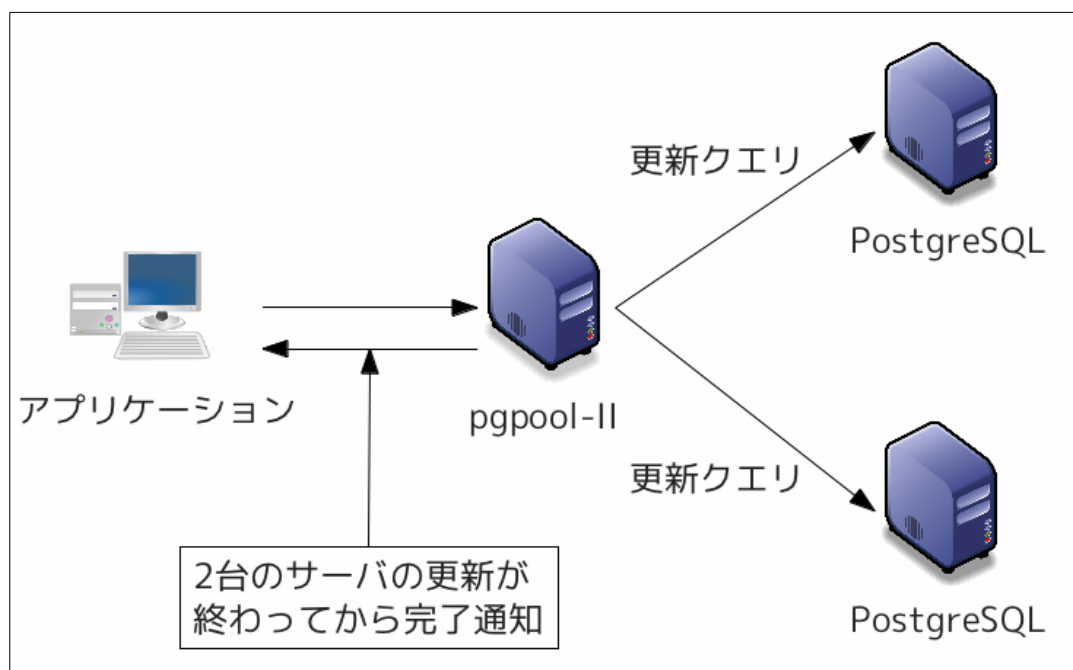 更新クエリ
PostgreSQL
アプリケーション
pgpool-II
更新クエリ
2台のサーバの更新が
終わってから完了通知
PostgreSQL